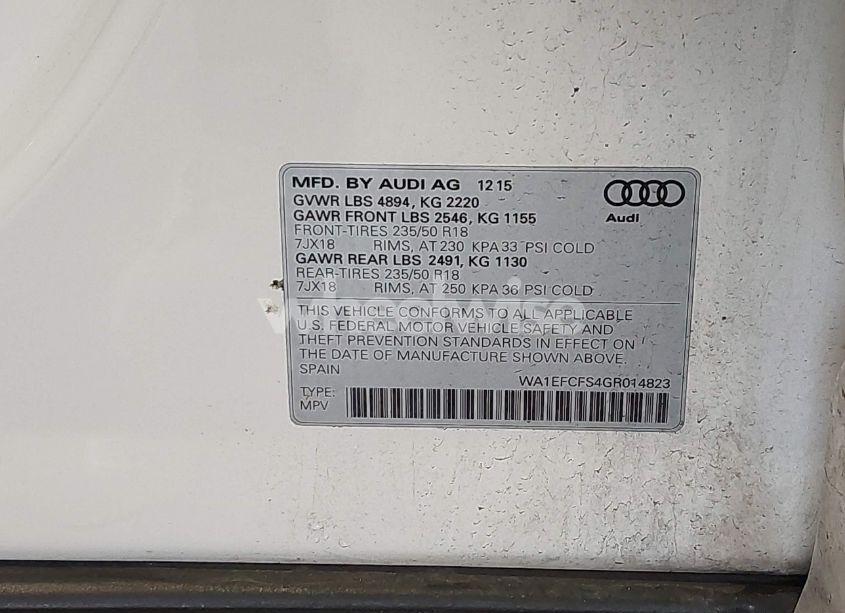 MFD. BY AUDI AG 12 15
GVWR LBS 4894, KG 2220
GAWR FRONT LBS 2546, KG 1155
FRONT-TIRES 235/50 R18
7JX18 RIMS, AT 230 KPA 33 PSI COLD
GAWR REAR LBS 2491, KG 1130
REAR-TIRES 235/50 R18
7JX18 RIMS, AT 250 KPA 36 PSI COLD
Audi
wheelwise
THIS VEHICLE CONFORMS TO ALL APPLICABLE
U.S. FEDERAL MOTOR VEHICLE SAFETY AND
THEFT PREVENTION STANDARDS IN EFFECT ON
THE DATE OF MANUFACTURE SHOWN ABOVE.
SPAIN
WA1EFCFS4GR014823
TYPE:
MPV